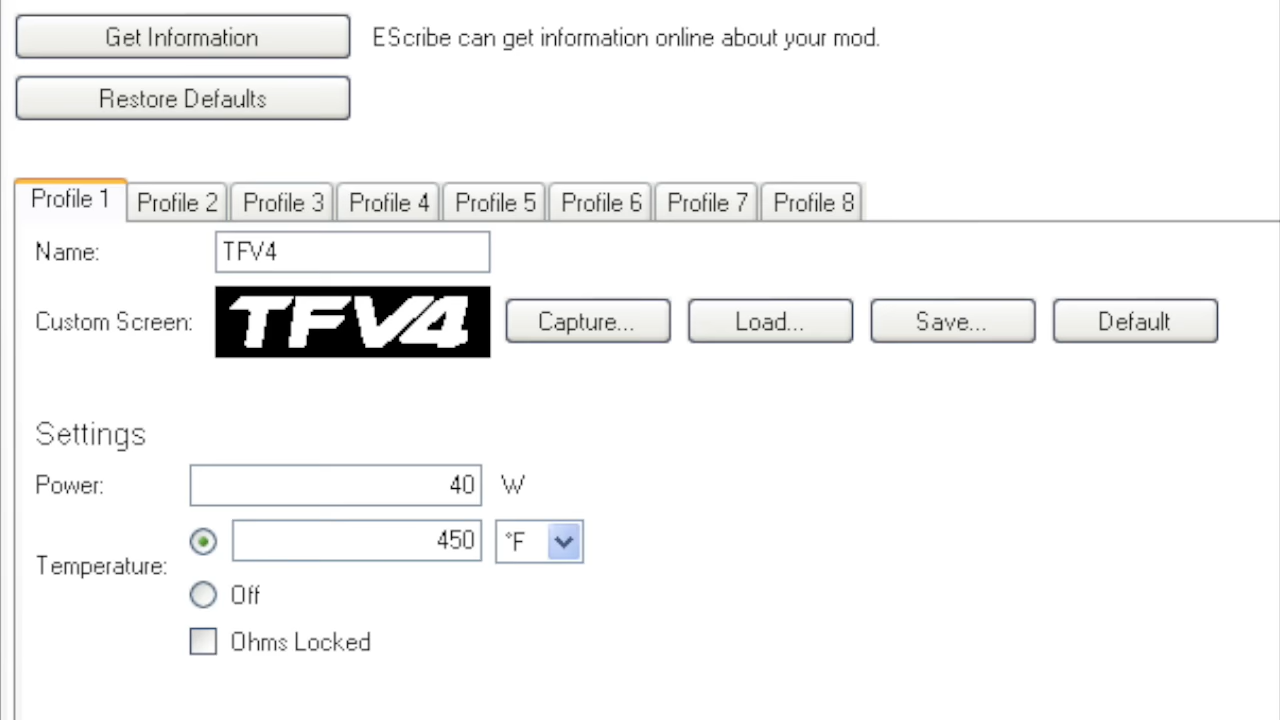 Get Information EScribe can get information online about your mod.
Restore Defaults
Profile 1 Profile 2 Profile 3 Profile 4 Profile 5 Profile 6 Profile 7 Profile 8
Name: TFV4
Custom Screen: TFV4 Capture... Load... Save... Default
Settings
Power: 40 W
450 °F
Temperature:
Off
Ohms Locked